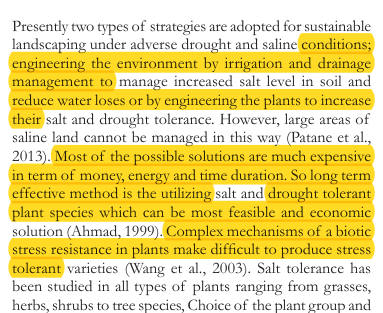 Presently two types of strategies are adopted for sustainable
landscaping under adverse drought and saline conditions;
engineering the environment by irrigation and drainage
management to manage increased salt level in soil and
reduce water loses or by engineering the plants to increase
their salt and drought tolerance. However, large areas of
saline land cannot be managed in this way (Patane et al.,
2013). Most of the possible solutions are much expensive
in term of money, energy and time duration. So long term
effective method is the utilizing salt and drought tolerant
plant species which can be most feasible and economic
solution (Ahmad, 1999). Complex mechanisms of a biotic
stress resistance in plants make difficult to produce stress
tolerant varieties (Wang et al., 2003). Salt tolerance has
been studied in all types of plants ranging from grasses,
herbs, shrubs to tree species, Choice of the plant group and